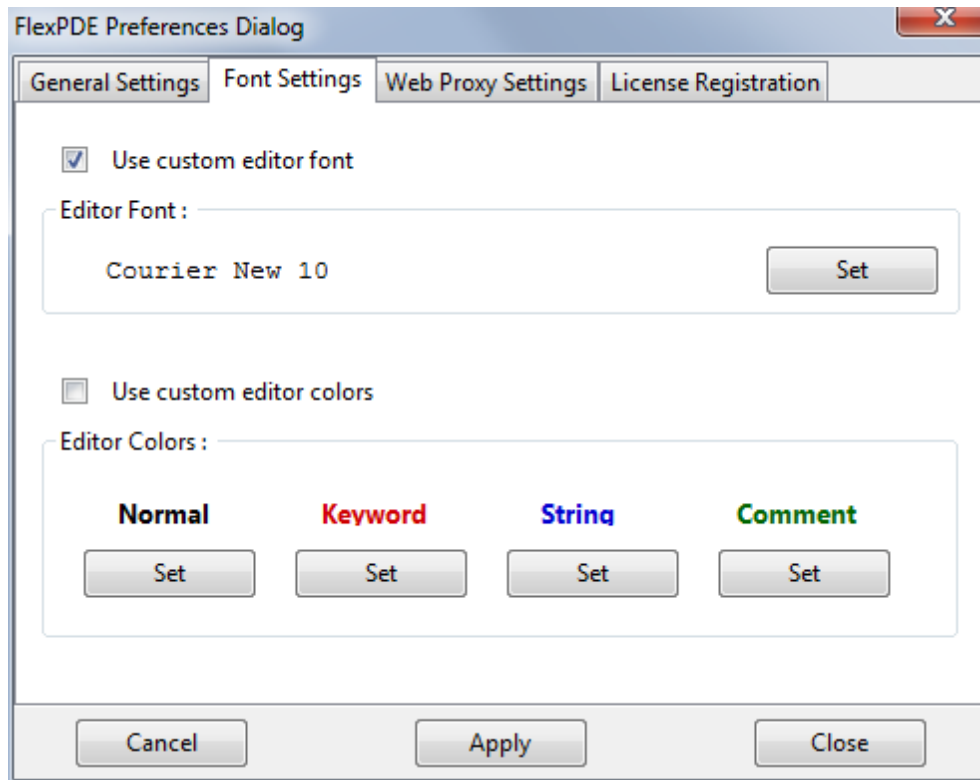 FlexPDE Preferences Dialog
X
General Settings Font Settings Web Proxy Settings License Registration
Use custom editor font
Editor Font :
Courier New 10 Set
Use custom editor colors
Editor Colors :
Normal Keyword String Comment
Set Set Set Set
Cancel Apply Close